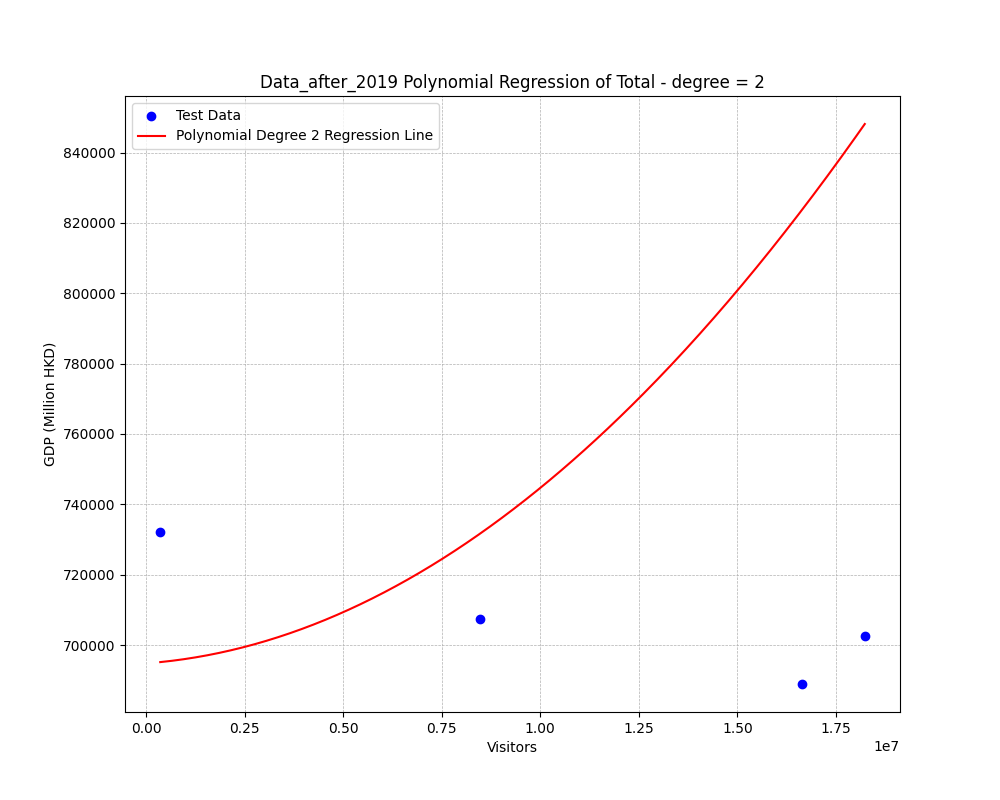 Data_after_2019 Polynomial Regression of Total - degree = 2
Test Data
Polynomial Degree 2 Regression Line
GDP (Million HKD)
840000
820000
800000
780000
760000
740000
720000
700000
0.00 0.25 0.50 0.75 1.00 1.25 1.50 1.75
1e7
Visitors